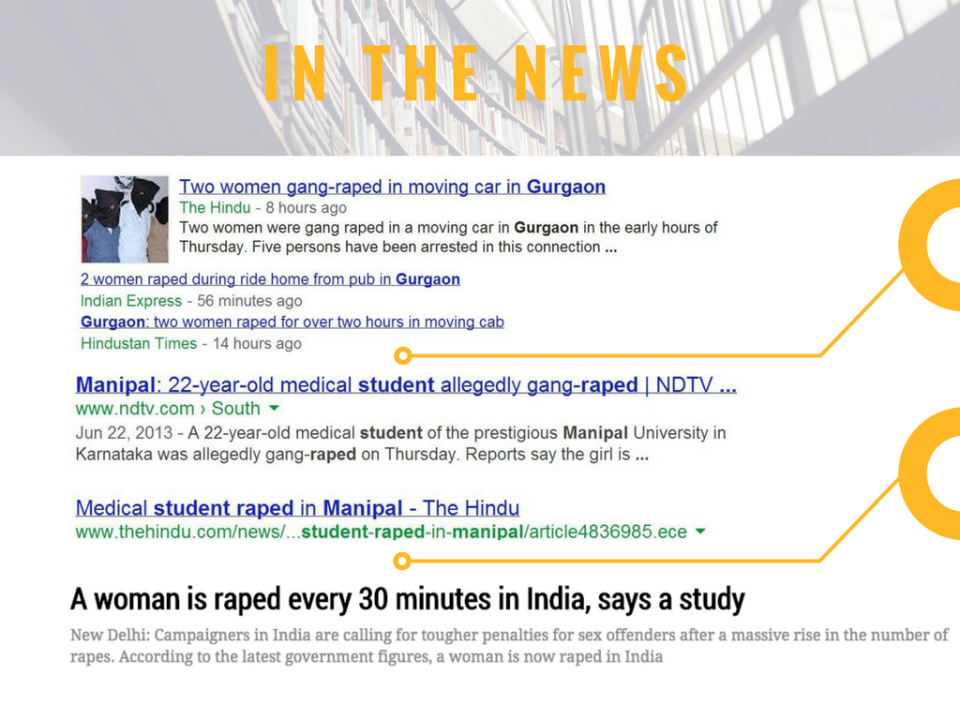 IN THE NEWS
Two women gang-raped in moving car in Gurgaon
The Hindu - 8 hours ago
Two women were gang raped in a moving car in Gurgaon in the early hours of
Thursday. Five persons have been arrested in this connection ...
2 women raped during ride home from pub in Gurgaon
Indian Express - 56 minutes ago
Gurgaon: two women raped for over two hours in moving cab
Hindustan Times - 14 hours ago
Manipal: 22-year-old medical student allegedly gang-raped | NDTV ...
www.ndtv.com › South
Jun 22, 2013 - A 22-year-old medical student of the prestigious Manipal University in
Karnataka was allegedly gang-raped on Thursday. Reports say the girl is ...
Medical student raped in Manipal - The Hindu
www.thehindu.com/news/...student-raped-in-manipal/article4836985.ece
A woman is raped every 30 minutes in India, says a study
New Delhi: Campaigners in India are calling for tougher penalties for sex offenders after a massive rise in the number of
rapes. According to the latest government figures, a woman is now raped in India